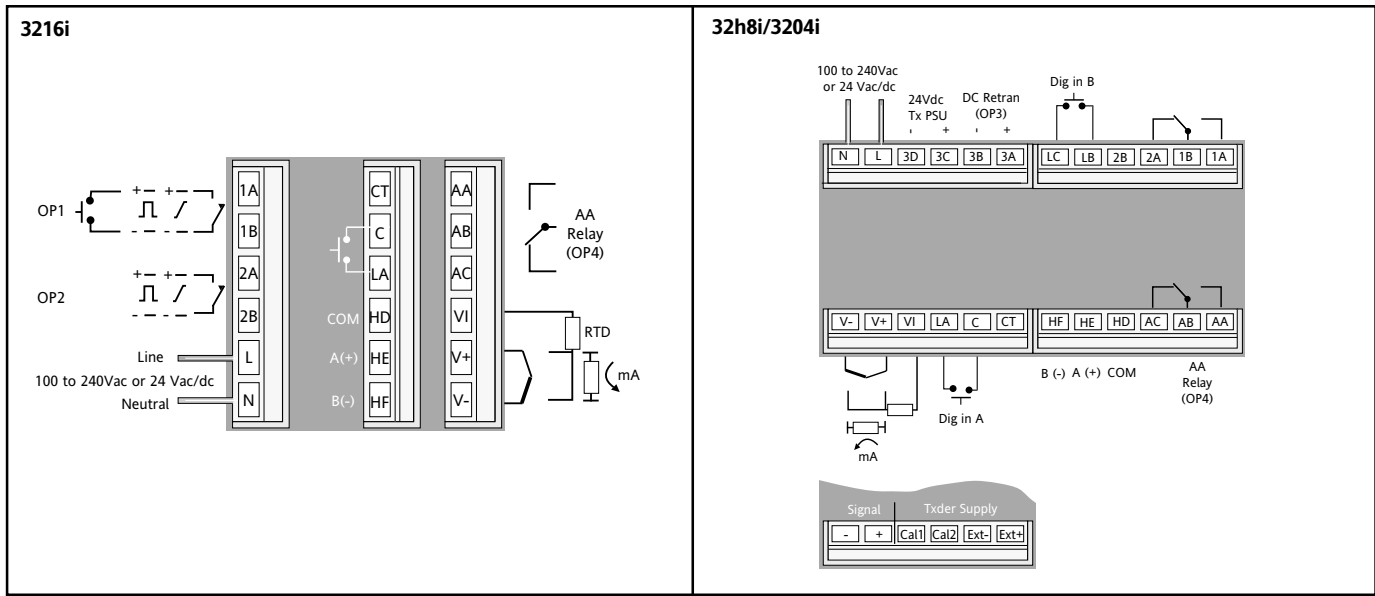 3216i
1A
1B
2A
2B
L
N
OP1
+ - + -
- - - -
OP2
+ - + -
- - - -
Line
100 to 240Vac or 24 Vac/dc
Neutral
CT
C
LA
COM HD
A(+) HE
B(-) HF
AA
AB
AC
VI
V+
V-
AA
Relay
(OP4)
RTD
mA
32h8i/3204i
100 to 240Vac
or 24 Vac/dc
24Vdc
Tx PSU
- +
DC Retran
(OP3)
- +
Dig in B
N L 3D 3C 3B 3A LC LB 2B 2A 1B 1A
V- V+ VI LA C CT HF HE HD AC AB AA
B (-) A (+) COM
AA
Relay
(OP4)
Dig in A
mA
Signal Txder Supply
- + Cal1 Cal2 Ext- Ext+